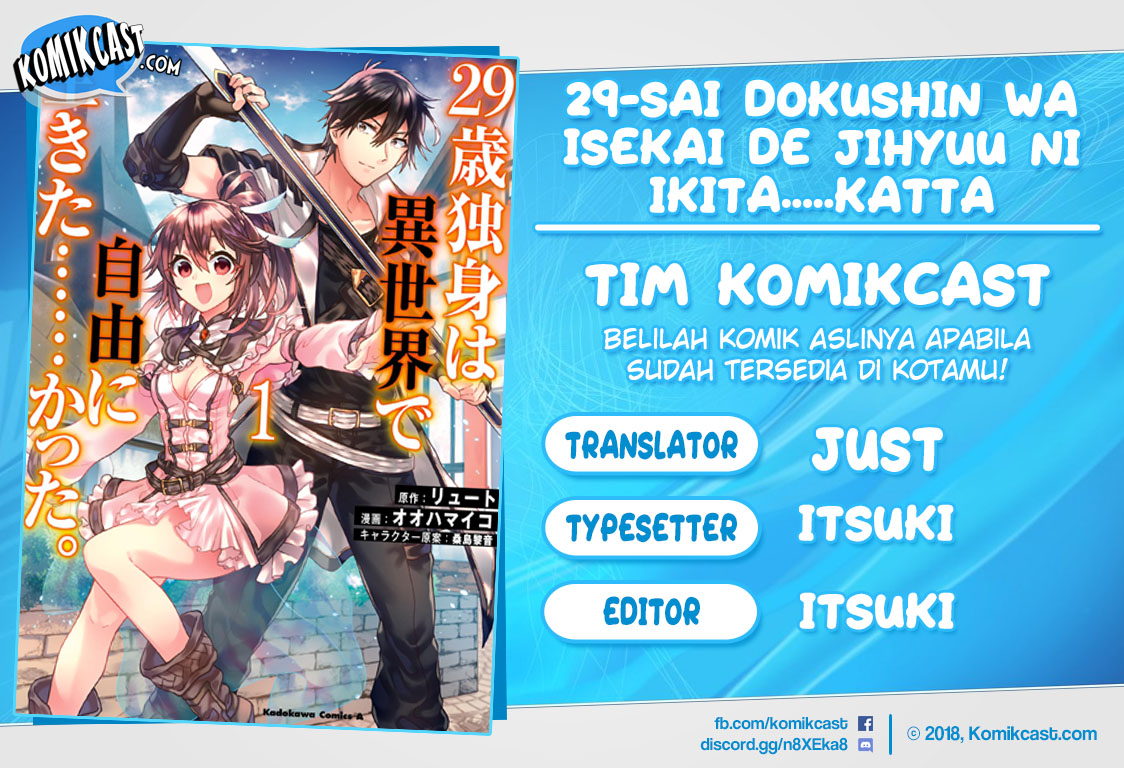 KOMIKCAST
.COM
29歳独身は
異世界で
自由に
きた………かった。
1
原作：リュート
漫画：オオハマイコ
キャラクター原案：桑島黎音
Kadokawa Comics A
29-SAI DOKUSHIN WA
ISEKAI DE JIHYUU NI
IKITA.....KATTA
TIM KOMIKCAST
BELILAH KOMIK ASLINYA APABILA
SUDAH TERSEDIA DI KOTAMU!
TRANSLATOR JUST
TYPESETTER ITSUKI
EDITOR ITSUKI
fb.com/komikcast
discord.gg/n8XEka8
© 2018, Komikcast.com